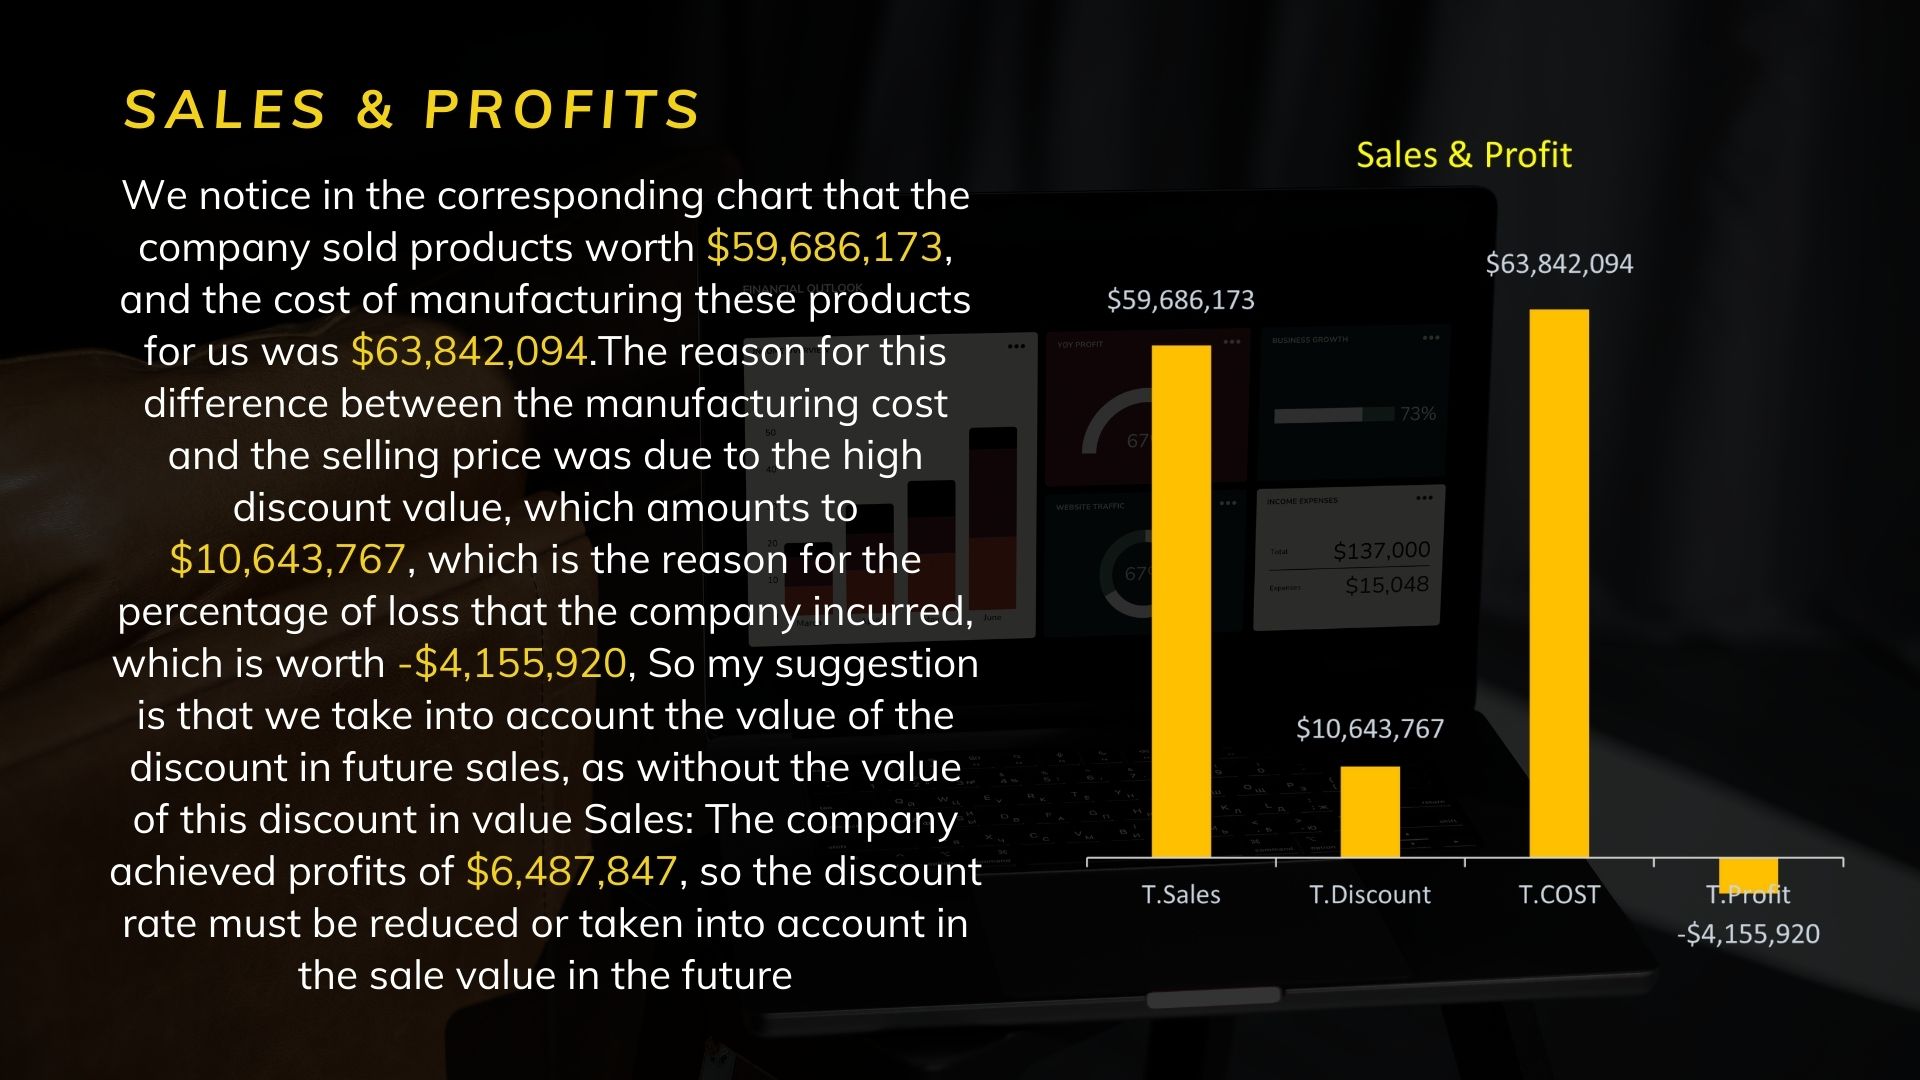 SALES & PROFITS
We notice in the corresponding chart that the
company sold products worth $59,686,173,
and the cost of manufacturing these products
for us was $63,842,094.The reason for this
difference between the manufacturing cost
and the selling price was due to the high
discount value, which amounts to
$10,643,767, which is the reason for the
percentage of loss that the company incurred,
which is worth -$4,155,920, So my suggestion
is that we take into account the value of the
discount in future sales, as without the value
of this discount in value Sales: The company
achieved profits of $6,487,847, so the discount
rate must be reduced or taken into account in
the sale value in the future
Sales & Profit
$59,686,173
$10,643,767
$63,842,094
T.Sales
T.Discount
T.COST
T.Profit
-$4,155,920
FINANCIAL OUTLOOK
YOY PROFIT
BUSINESS GROWTH
73%
WEBSITE TRAFFIC
INCOME EXPENSES
Total
$137,000
Expenses
$15,048
50
20
10
June